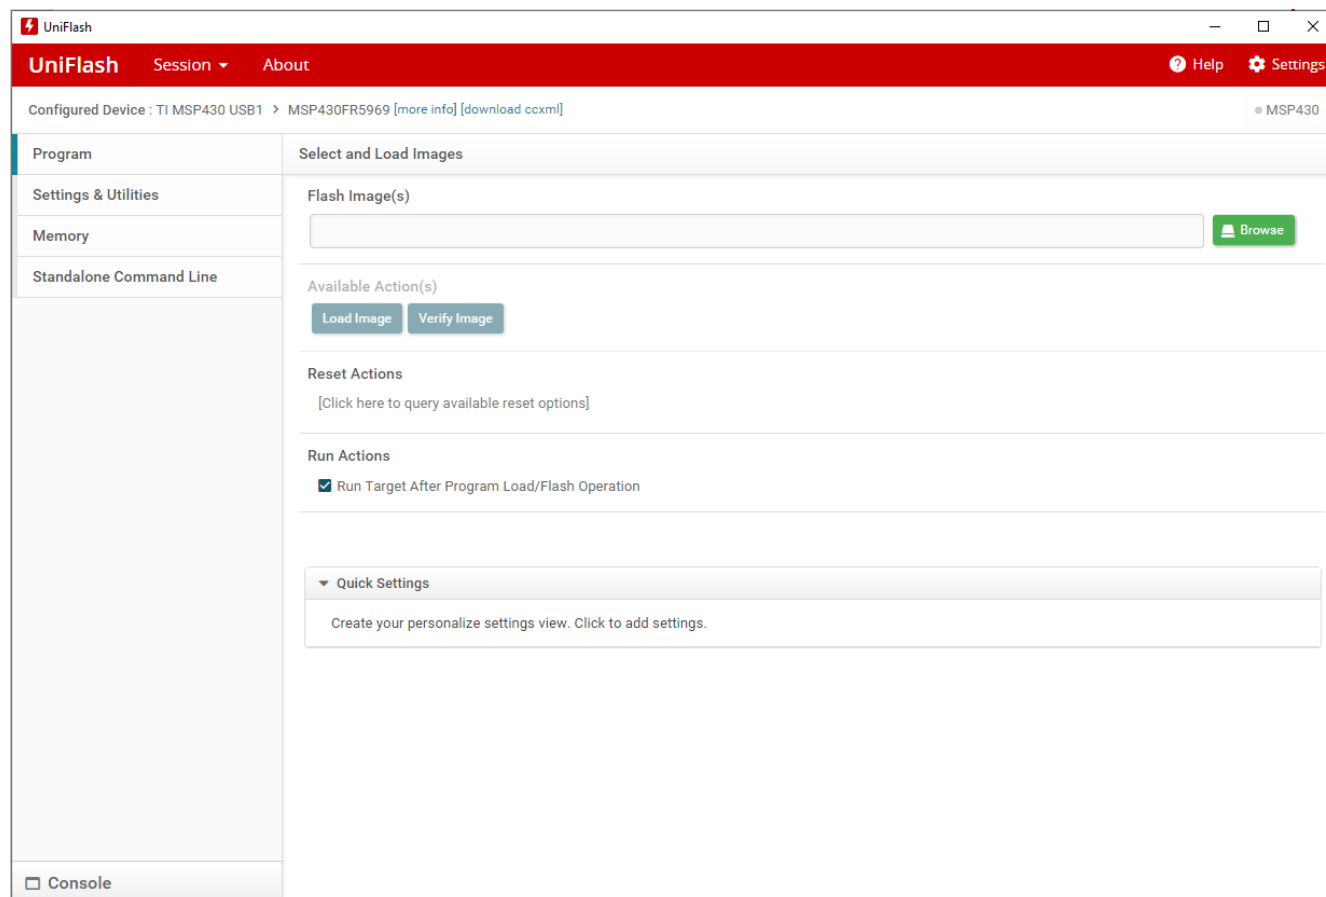 UniFlash
UniFlash Session About Help Settings
Configured Device : TI MSP430 USB1 > MSP430FR5969 [more info] [download ccxml] MSP430
Program
Settings & Utilities
Memory
Standalone Command Line
Select and Load Images
Flash Image(s)
Browse
Available Action(s)
Load Image Verify Image
Reset Actions
[Click here to query available reset options]
Run Actions
Run Target After Program Load/Flash Operation
Quick Settings
Create your personalize settings view. Click to add settings.
Console